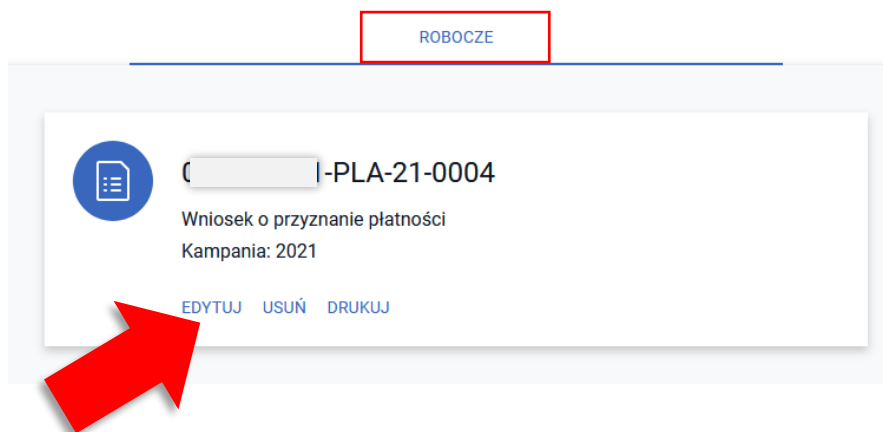 ROBOCZE
-PLA-21-0004
Wniosek o przyznanie płatności
Kampania: 2021
EDYTUJ USUŃ DRUKUJ